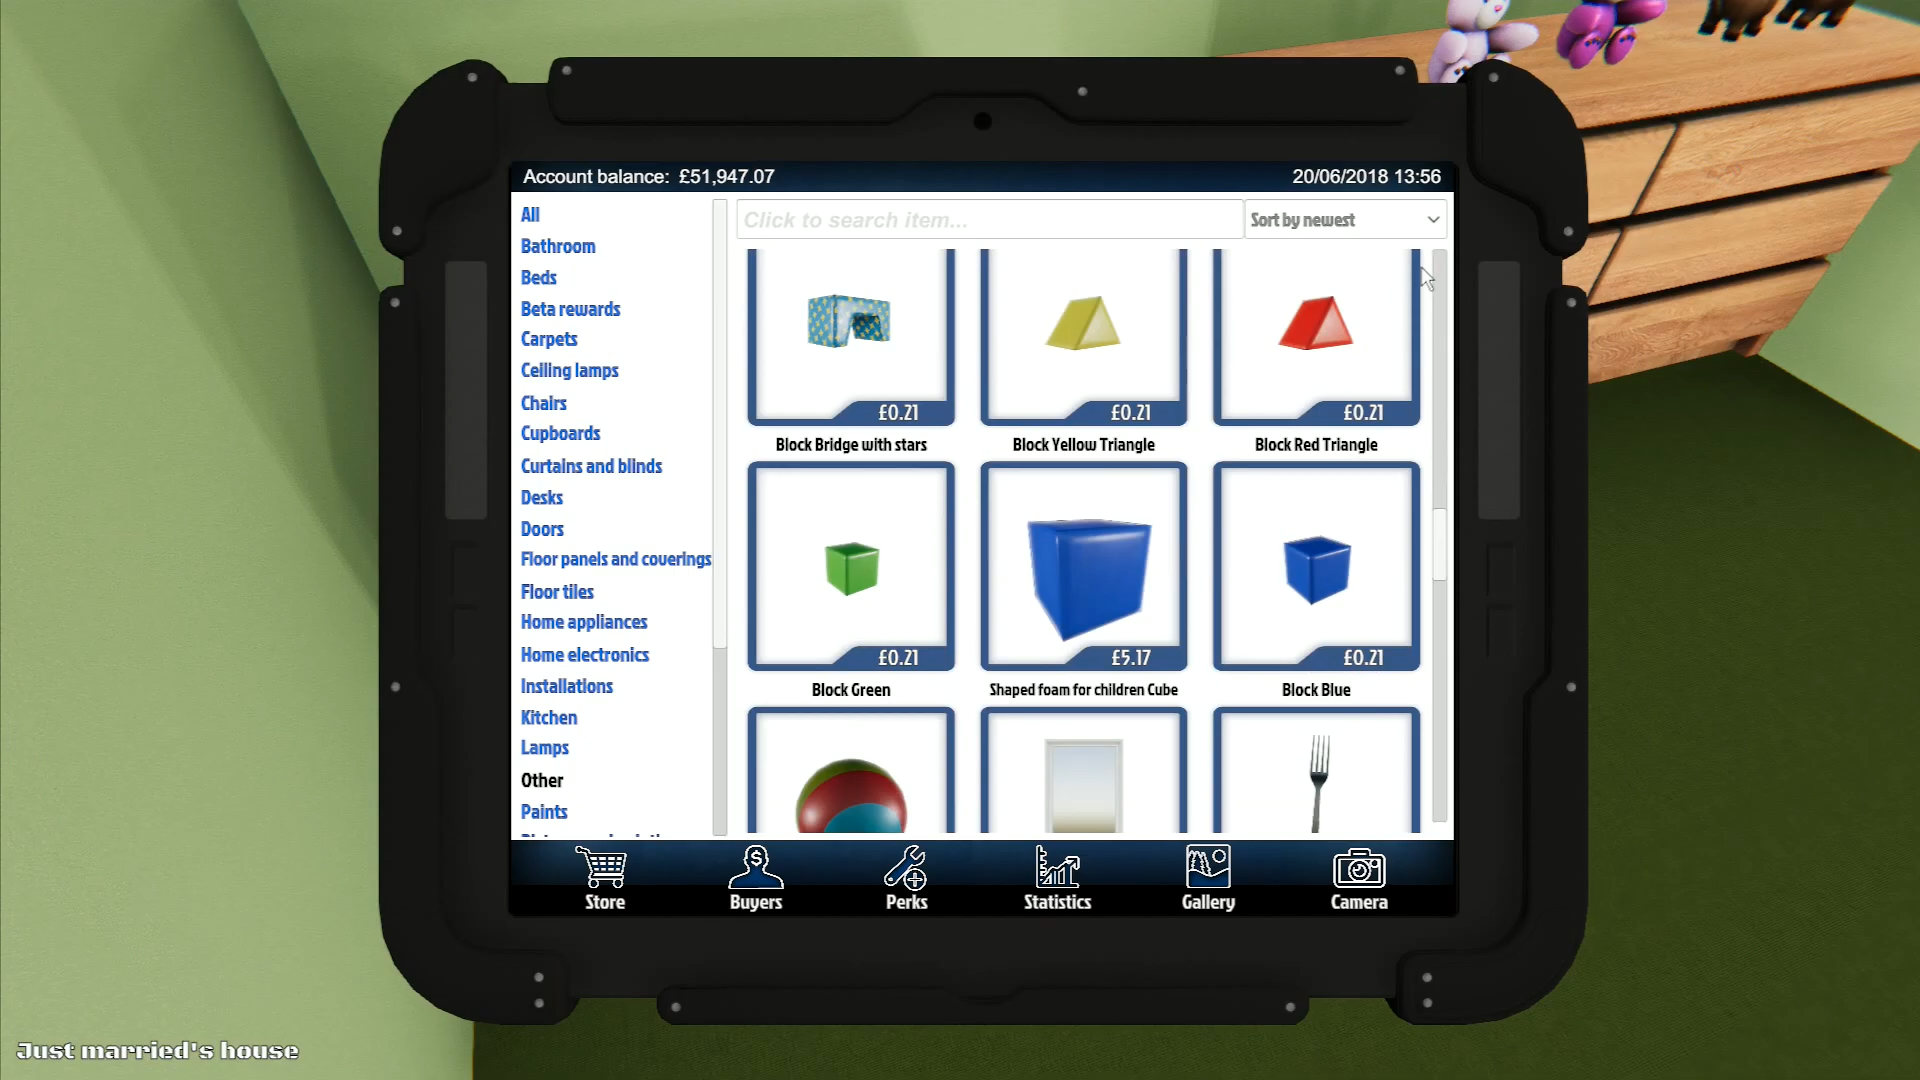 Account balance: £51,947.07
20/06/2018 13:56
All
Bathroom
Beds
Beta rewards
Carpets
Ceiling lamps
Chairs
Cupboards
Curtains and blinds
Desks
Doors
Floor panels and coverings
Floor tiles
Home appliances
Home electronics
Installations
Kitchen
Lamps
Other
Paints
Click to search item...
Sort by newest
£0.21
£0.21
£0.21
Block Bridge with stars
Block Yellow Triangle
Block Red Triangle
£0.21
£5.17
£0.21
Block Green
Shaped foam for children Cube
Block Blue
Store
Buyers
Perks
Statistics
Gallery
Camera
Just married's house